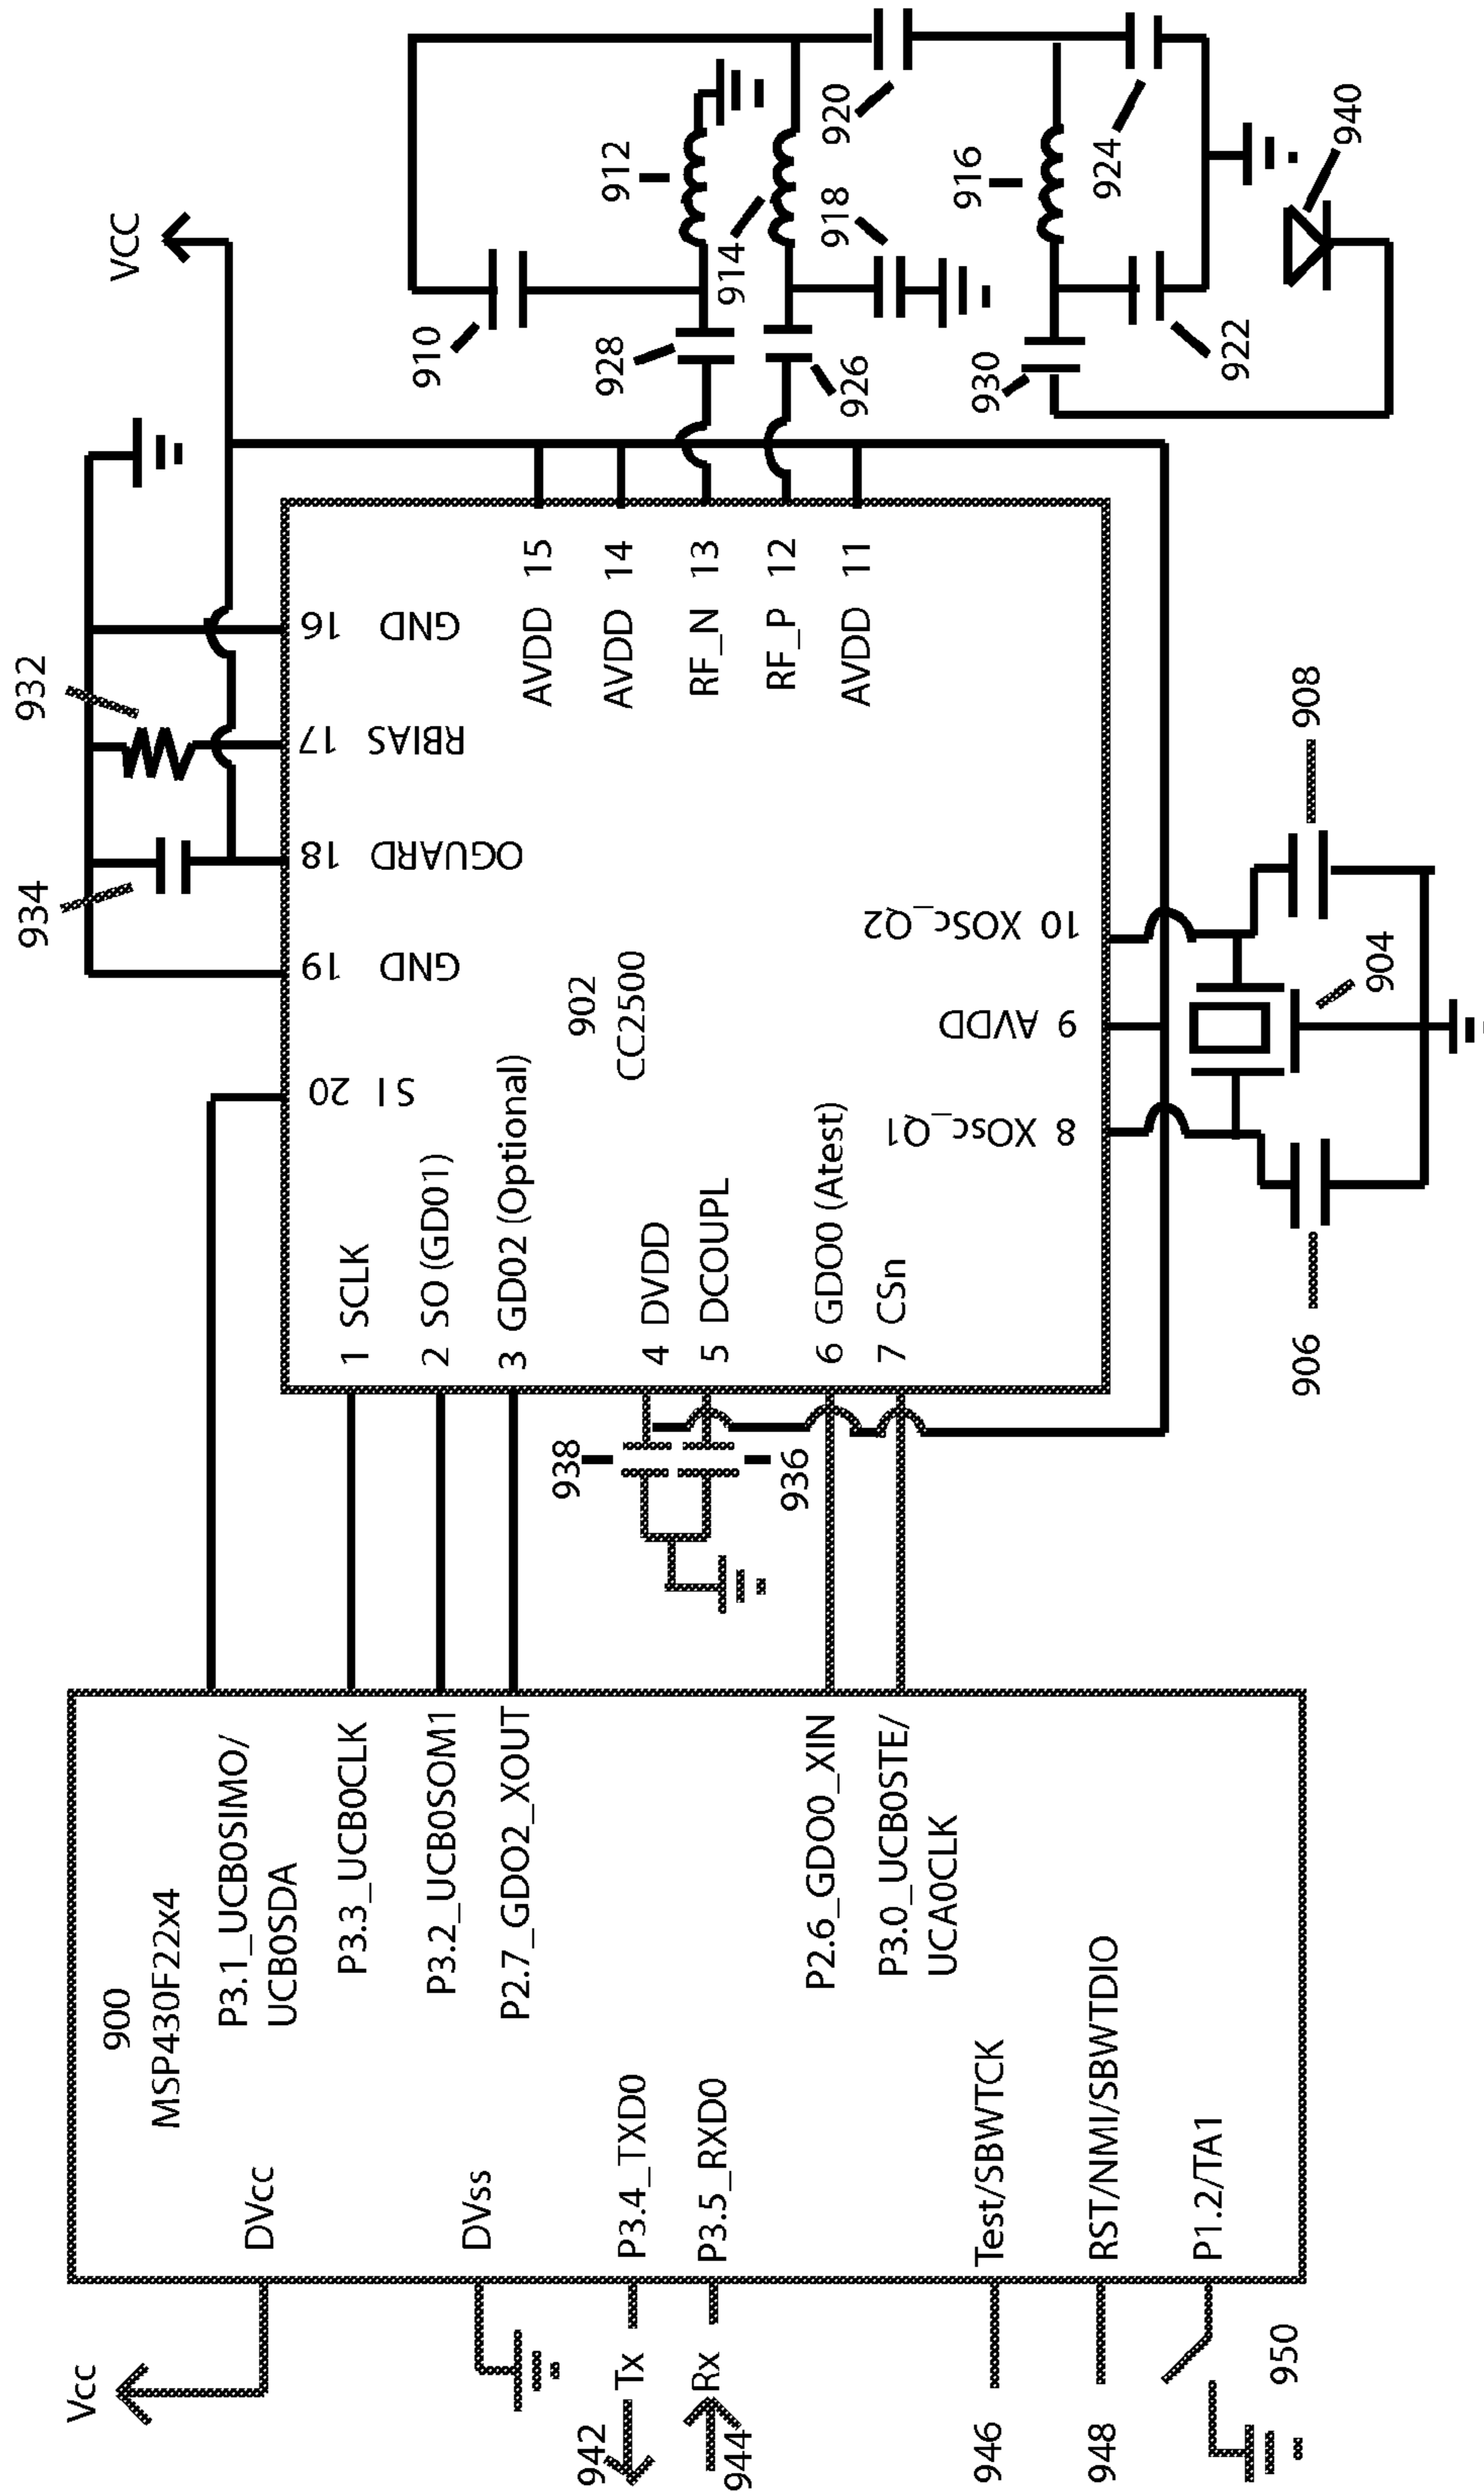 900
MSP430F22x4
Vcc
DVcc
DVss
Tx
942
P3.4_TXD0
Rx
944
P3.5_RXD0
946
Test/SBWTCK
948
RST/NMI/SBWTDIO
950
P1.2/TA1
P3.1_UCB0SIMO/
UCB0SDA
P3.3_UCB0CLK
P3.2_UCB0SOM1
P2.7_GDO2_XOUT
P2.6_GDO0_XIN
P3.0_UCB0STE/
UCA0CLK
938
936
902
CC2500
1 SCLK
2 SO (GD01)
3 GD02 (Optional)
4 DVDD
5 DCOUPL
6 GDO0 (Atest)
7 CSn
8 XOsc_Q1
9 AVDD
10 XOSc_Q2
AVDD 11
RF_P 12
RF_N 13
AVDD 14
AVDD 15
16 GND
17 RBIAS
18 OGUARD
19 GND
20 S I
934
932
VCC
906
904
908
910
928
912
914
926
918
920
930
916
922
924
940